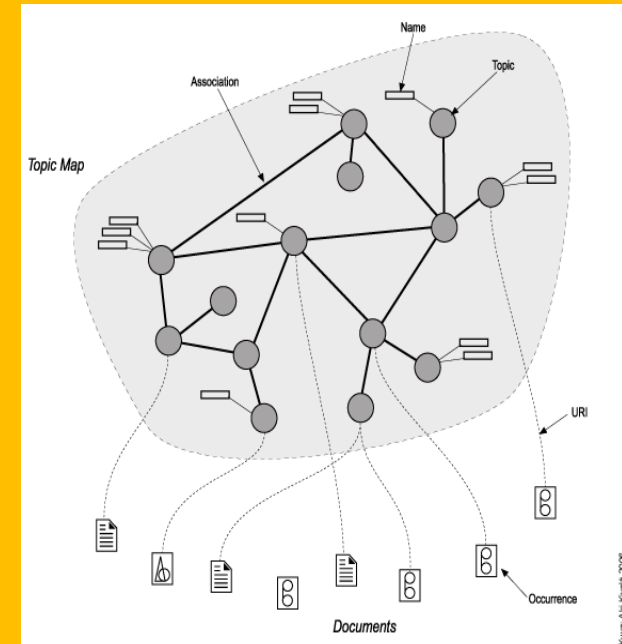 Name
Topic
Association
Topic Map
URI
Occurrence
Documents